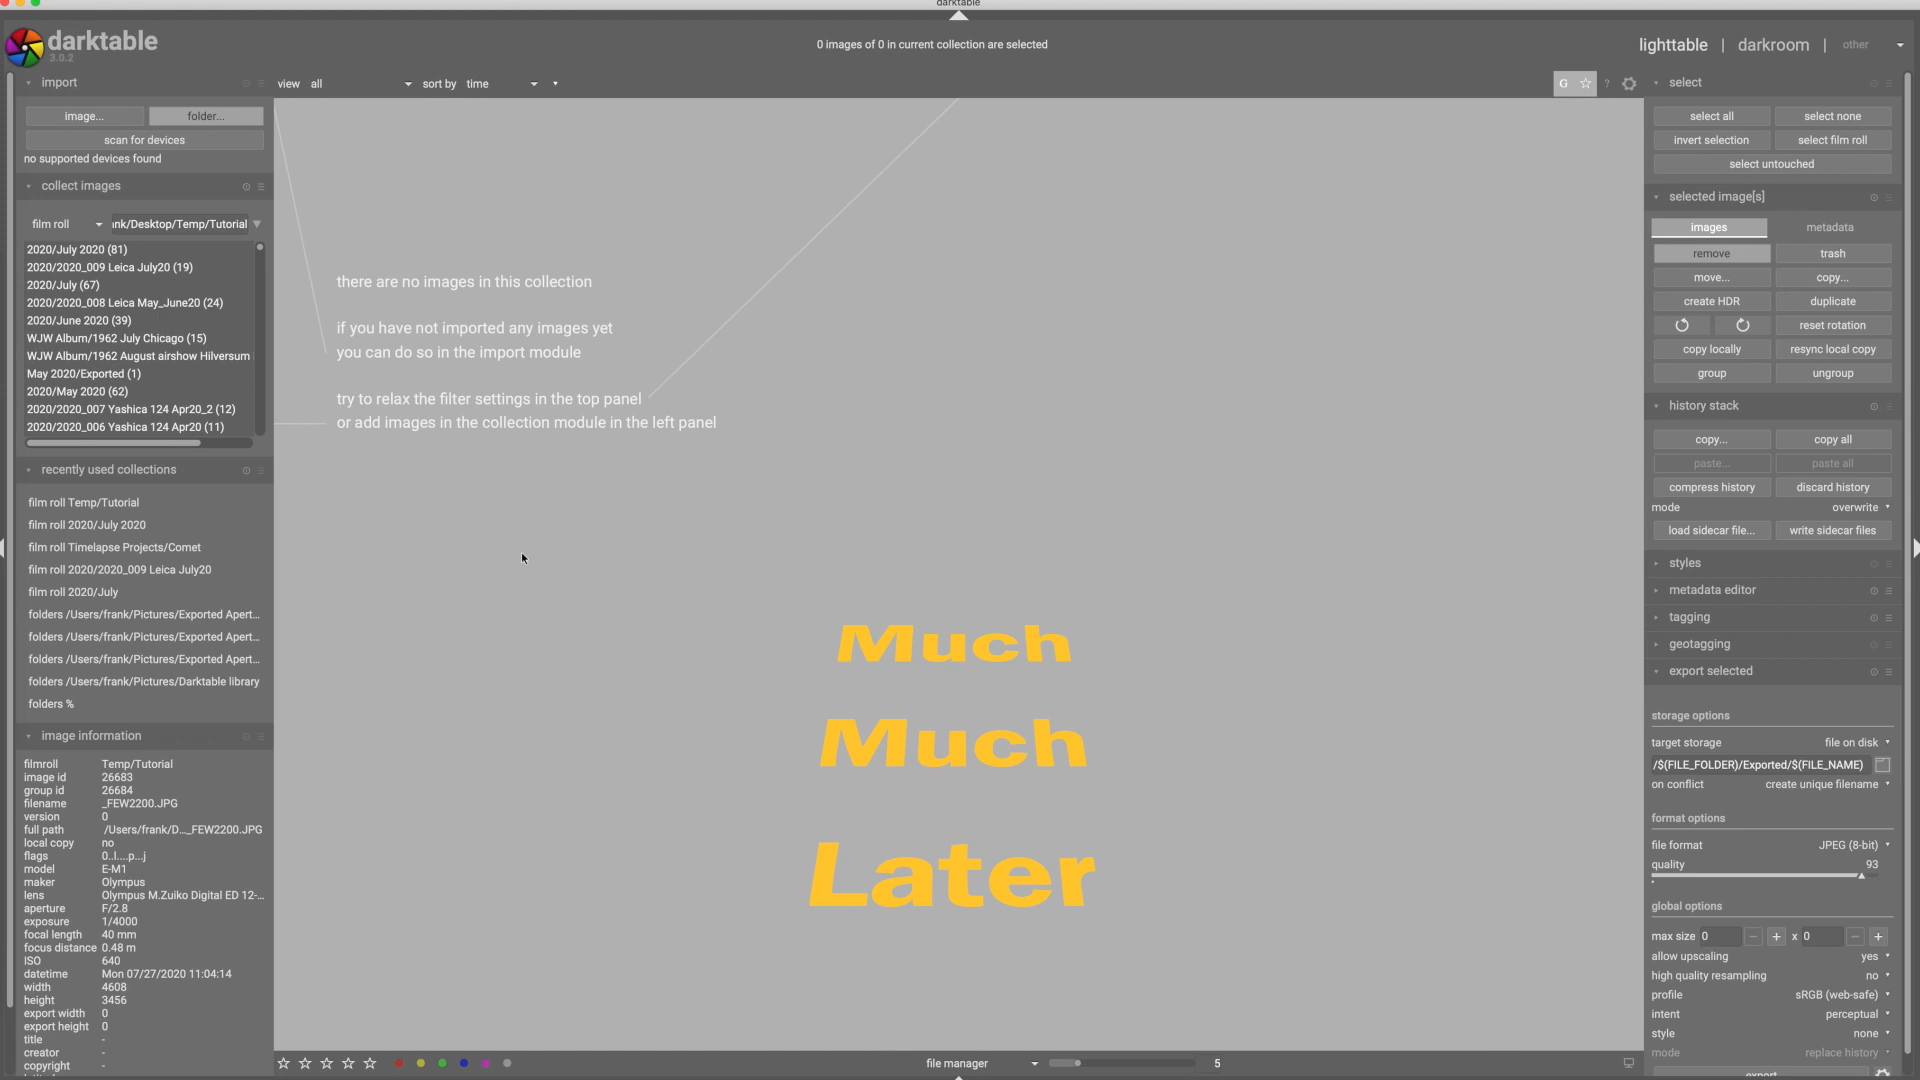 darktable
darktable
3.0.2
0 images of 0 in current collection are selected
lighttable | darkroom | other
import
view all sort by time
G ?
select
image... folder...
scan for devices
no supported devices found
select all select none
invert selection select film roll
select untouched
collect images
film roll
ınk/Desktop/Temp/Tutorial
2020/July 2020 (81)
2020/2020_009 Leica July20 (19)
2020/July (67)
2020/2020_008 Leica May_June20 (24)
2020/June 2020 (39)
WJW Album/1962 July Chicago (15)
WJW Album/1962 August airshow Hilversum
May 2020/Exported (1)
2020/May 2020 (62)
2020/2020_007 Yashica 124 Apr20_2 (12)
2020/2020_006 Yashica 124 Apr20 (11)
recently used collections
film roll Temp/Tutorial
film roll 2020/July 2020
film roll Timelapse Projects/Comet
film roll 2020/2020_009 Leica July20
film roll 2020/July
folders /Users/frank/Pictures/Exported Apert...
folders /Users/frank/Pictures/Exported Apert...
folders /Users/frank/Pictures/Exported Apert...
folders /Users/frank/Pictures/Darktable library
folders %
image information
filmroll Temp/Tutorial
image id 26683
group id 26684
filename _FEW2200.JPG
version 0
full path /Users/frank/D..._FEW2200.JPG
local copy no
flags 0..l....p...j
model E-M1
maker Olympus
lens Olympus M.Zuiko Digital ED 12-...
aperture F/2.8
exposure 1/4000
focal length 40 mm
focus distance 0.48 m
ISO 640
datetime Mon 07/27/2020 11:04:14
width 4608
height 3456
export width 0
export height 0
title -
creator -
copyright -
there are no images in this collection
if you have not imported any images yet
you can do so in the import module
try to relax the filter settings in the top panel
or add images in the collection module in the left panel
Much
Much
Later
file manager 5
selected image[s]
images metadata
remove trash
move... copy...
create HDR duplicate
reset rotation
copy locally resync local copy
group ungroup
history stack
copy... copy all
paste... paste all
compress history discard history
mode overwrite
load sidecar file... write sidecar files
styles
metadata editor
tagging
geotagging
export selected
storage options
target storage file on disk
/$(FILE_FOLDER)/Exported/$(FILE_NAME)
on conflict create unique filename
format options
file format JPEG (8-bit)
quality 93
global options
max size 0 − + x 0 − +
allow upscaling yes
high quality resampling no
profile sRGB (web-safe)
intent perceptual
style none
mode replace history
export